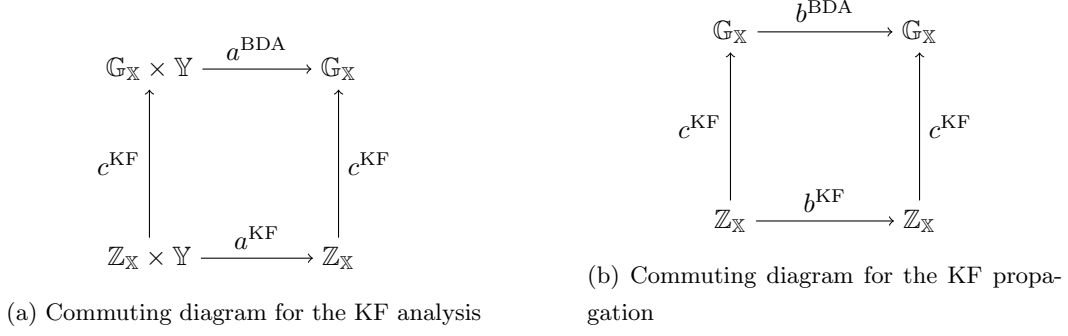 𝔾_𝕏 × 𝕐 a^BDA 𝔾_𝕏
c^KF c^KF
ℤ_𝕏 × 𝕐 a^KF ℤ_𝕏
(a) Commuting diagram for the KF analysis
𝔾_𝕏 b^BDA 𝔾_𝕏
c^KF c^KF
ℤ_𝕏 b^KF ℤ_𝕏
(b) Commuting diagram for the KF propa-
gation